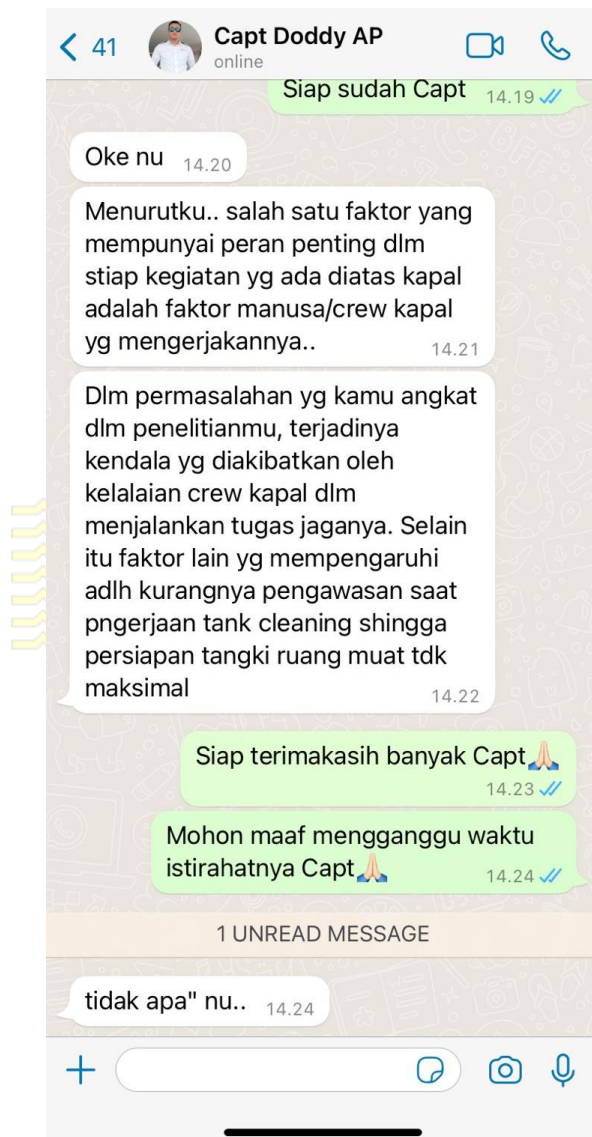 41
Capt Doddy AP
online
Siap sudah Capt 14.19
Oke nu 14.20
Menurutku.. salah satu faktor yang
mempunyai peran penting dlm
stiap kegiatan yg ada diatas kapal
adalah faktor manusa/crew kapal
yg mengerjakannya.. 14.21
Dlm permasalahan yg kamu angkat
dlm penelitianmu, terjadinya
kendala yg diakibatkan oleh
kelalaian crew kapal dlm
menjalankan tugas jaganya. Selain
itu faktor lain yg mempengaruhi
adlh kurangnya pengawasan saat
pngerjaan tank cleaning shingga
persiapan tangki ruang muat tdk
maksimal 14.22
Siap terimakasih banyak Capt🙏🏻
14.23
Mohon maaf mengganggu waktu
istirahatnya Capt🙏🏻 14.24
1 UNREAD MESSAGE
tidak apa" nu.. 14.24